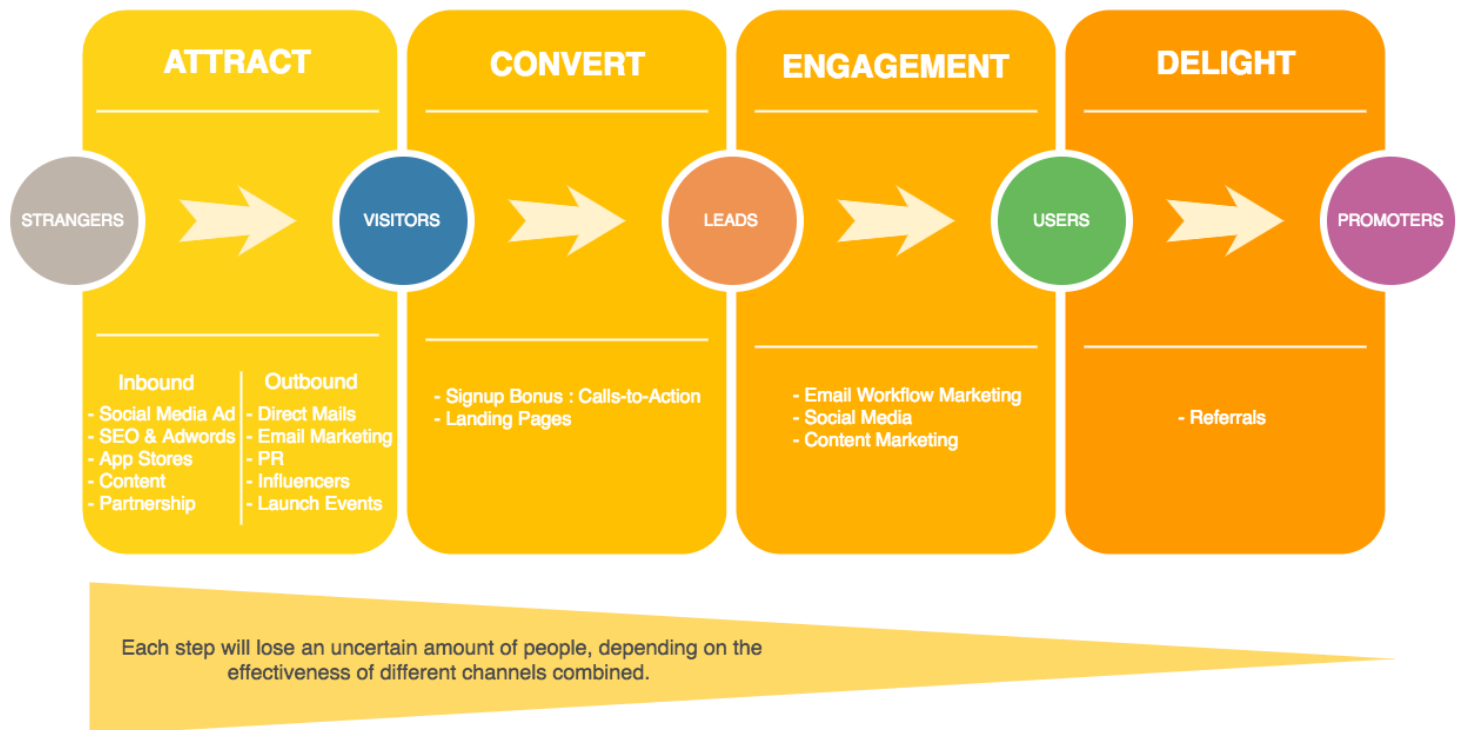 ATTRACT
CONVERT
ENGAGEMENT
DELIGHT
STRANGERS
VISITORS
LEADS
USERS
PROMOTERS
Inbound
- Social Media Ad
- SEO & Adwords
- App Stores
- Content
- Partnership
Outbound
- Direct Mails
- Email Marketing
- PR
- Influencers
- Launch Events
- Signup Bonus : Calls-to-Action
- Landing Pages
- Email Workflow Marketing
- Social Media
- Content Marketing
- Referrals
Each step will lose an uncertain amount of people, depending on the
effectiveness of different channels combined.